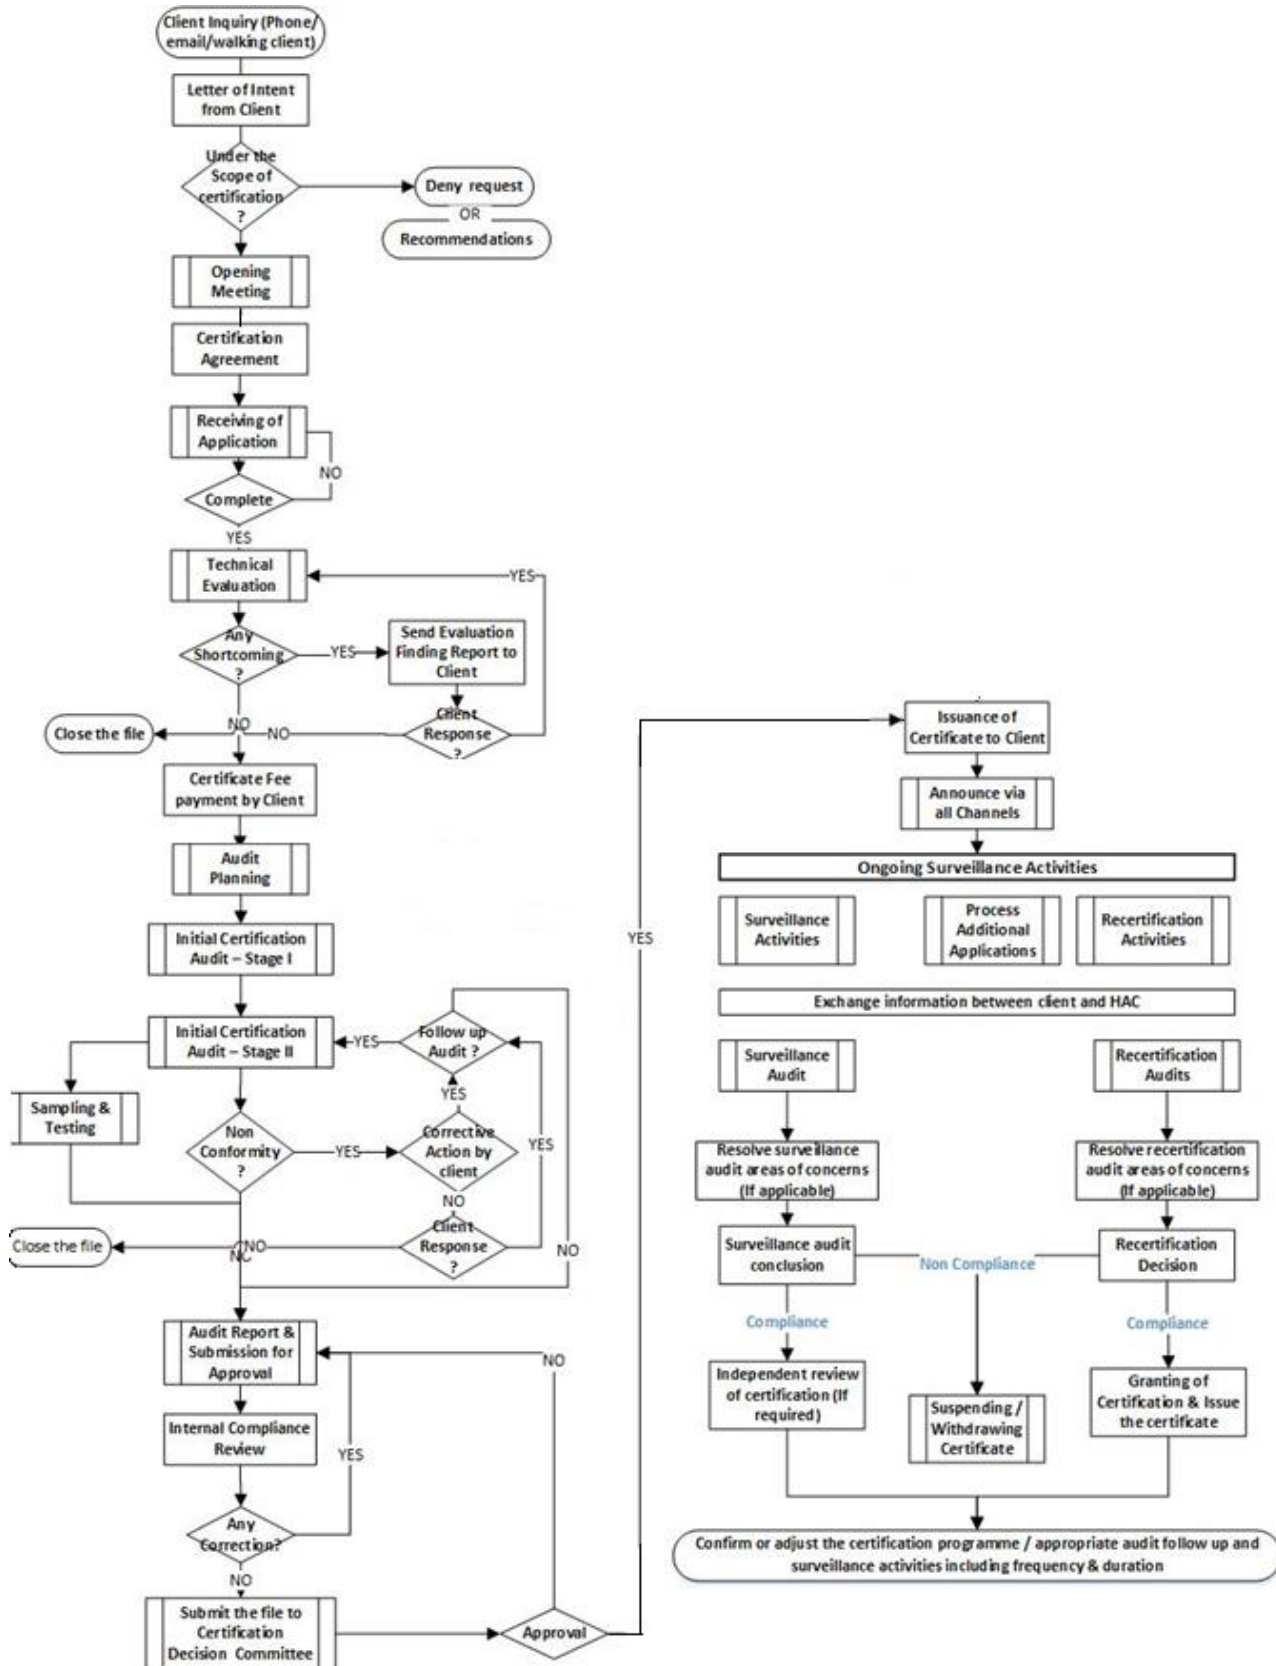 Client Inquiry (Phone/
email/walking client)
Letter of Intent
from Client
Under the
Scope of
certification
?
Deny request
OR
Recommendations
Opening
Meeting
Certification
Agreement
Receiving of
Application
NO
Complete
YES
Technical
Evaluation
YES
Any
Shortcoming
?
YES
Send Evaluation
Finding Report to
Client
Client
Response
?
NO
NO
Close the file
Certificate Fee
payment by Client
Audit
Planning
Initial Certification
Audit – Stage I
Initial Certification
Audit – Stage II
YES
Follow up
Audit ?
Sampling &
Testing
Non
Conformity
?
YES
YES
Corrective
Action by
client
YES
NO
Client
Response
?
NO
NO
NO
Close the file
Audit Report &
Submission for
Approval
NO
Internal Compliance
Review
YES
Any
Correction?
NO
Submit the file to
Certification
Decision Committee
Approval
YES
Issuance of
Certificate to Client
Announce via
all Channels
Ongoing Surveillance Activities
Surveillance
Activities
Process
Additional
Applications
Recertification
Activities
Exchange information between client and HAC
Surveillance
Audit
Recertification
Audits
Resolve surveillance
audit areas of concerns
(If applicable)
Resolve recertification
audit areas of concerns
(If applicable)
Surveillance audit
conclusion
Non Compliance
Recertification
Decision
Compliance
Compliance
Independent review
of certification (If
required)
Suspending /
Withdrawing
Certificate
Granting of
Certification & Issue
the certificate
Confirm or adjust the certification programme / appropriate audit follow up and
surveillance activities including frequency & duration